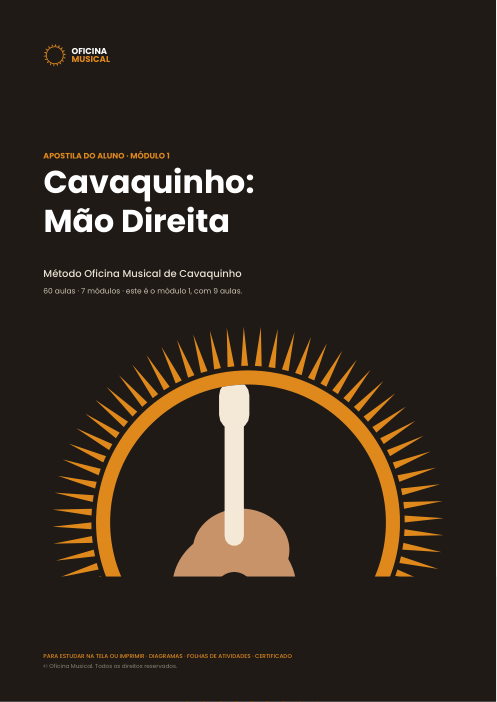 OFICINA
MUSICAL
APOSTILA DO ALUNO · MÓDULO 1
Cavaquinho:
Mão Direita
Método Oficina Musical de Cavaquinho
60 aulas · 7 módulos · este é o módulo 1, com 9 aulas.
PARA ESTUDAR NA TELA OU IMPRIMIR · DIAGRAMAS · FOLHAS DE ATIVIDADES · CERTIFICADO
© Oficina Musical. Todos os direitos reservados.